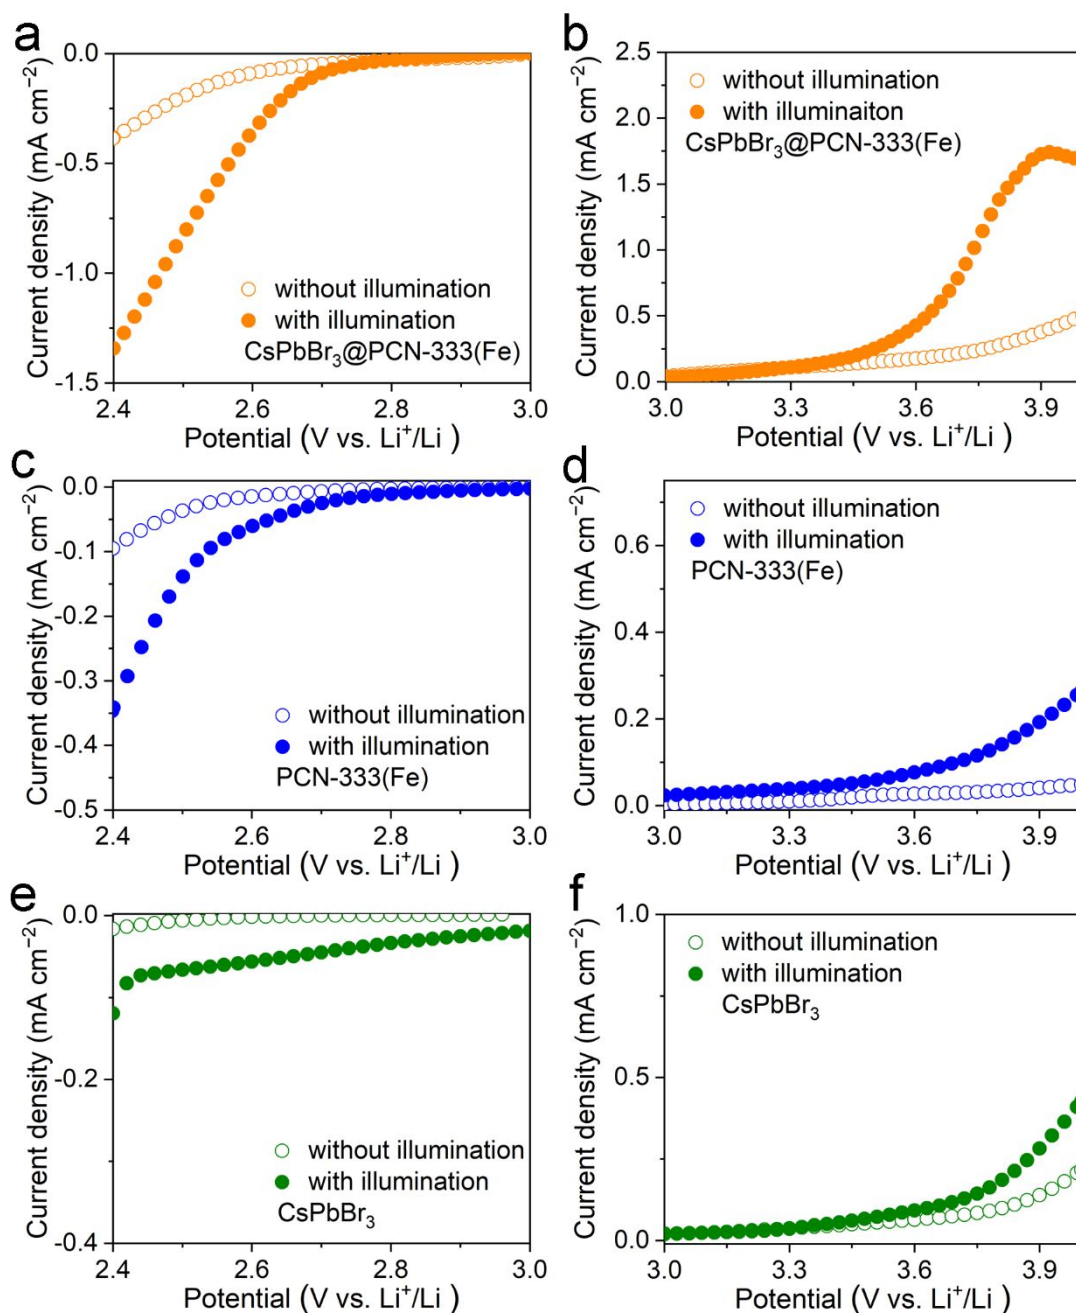 a
0.0
-0.5
-1.0
-1.5
Current density (mA cm⁻²)
without illumination
with illumination
CsPbBr₃@PCN-333(Fe)
2.4 2.6 2.8 3.0
Potential (V vs. Li⁺/Li )
b
2.5
2.0
1.5
1.0
0.5
0.0
Current density (mA cm⁻²)
without illumination
with illuminaiton
CsPbBr₃@PCN-333(Fe)
3.0 3.3 3.6 3.9
Potential (V vs. Li⁺/Li )
c
0.0
-0.1
-0.2
-0.3
-0.4
-0.5
Current density (mA cm⁻²)
without illumination
with illumination
PCN-333(Fe)
2.4 2.6 2.8 3.0
Potential (V vs. Li⁺/Li )
d
0.6
0.4
0.2
0.0
Current density (mA cm⁻²)
without illumination
with illumination
PCN-333(Fe)
3.0 3.3 3.6 3.9
Potential (V vs. Li⁺/Li )
e
0.0
-0.2
-0.4
Current density (mA cm⁻²)
without illumination
with illumination
CsPbBr₃
2.4 2.6 2.8 3.0
Potential (V vs. Li⁺/Li )
f
1.0
0.5
0.0
Current density (mA cm⁻²)
without illumination
with illumination
CsPbBr₃
3.0 3.3 3.6 3.9
Potential (V vs. Li⁺/Li )